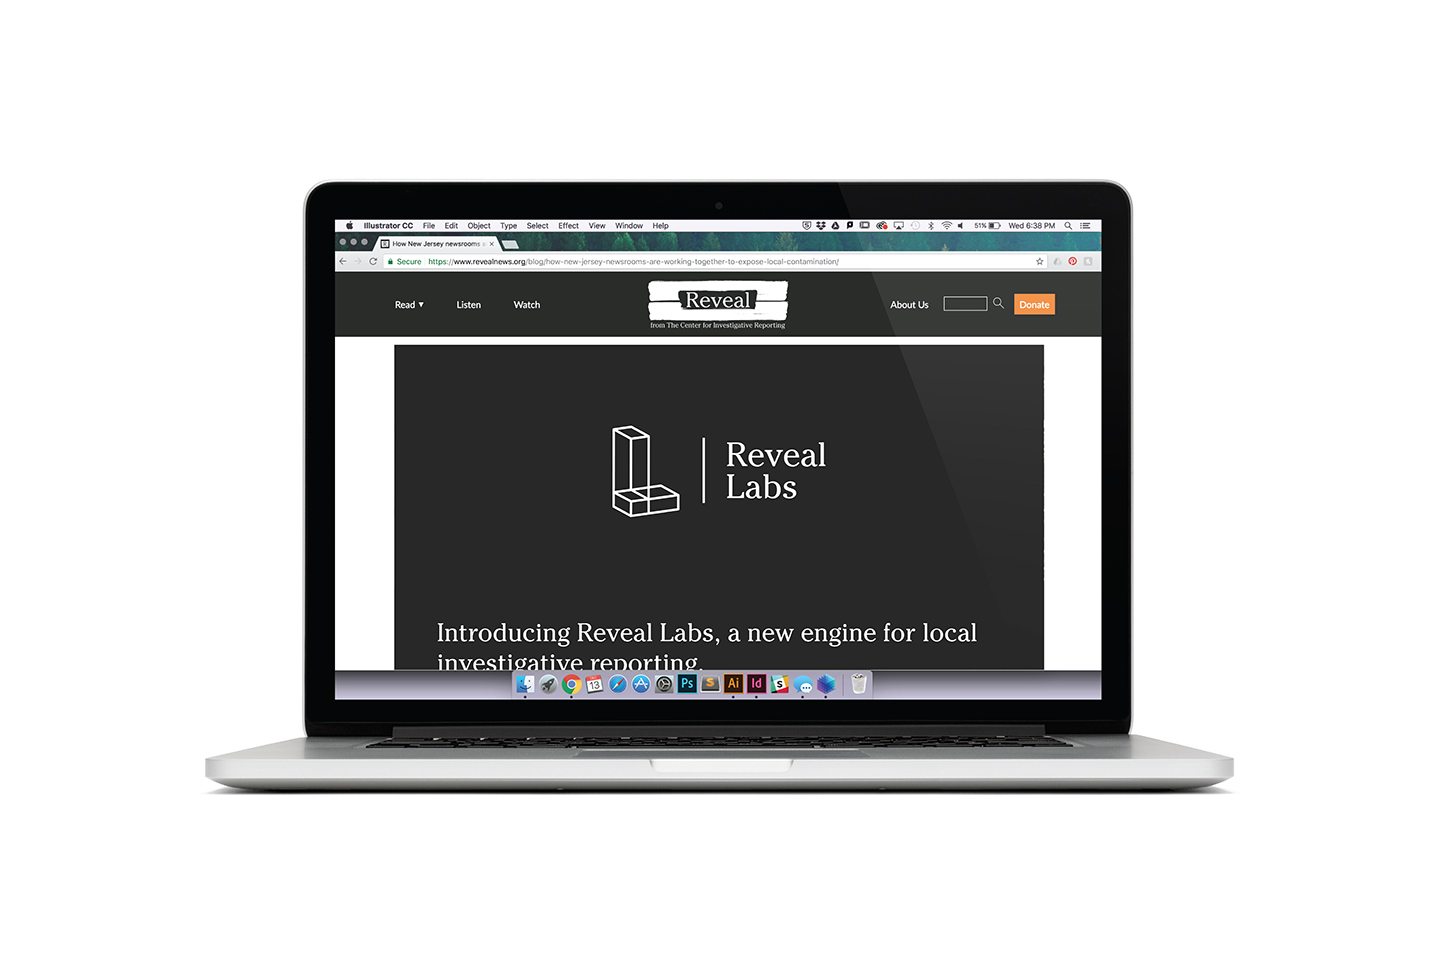 Illustrator CC File Edit Object Type Select Effect View Window Help 51% Wed 6:38 PM
How New Jersey newsrooms a
Secure https://www.revealnews.org/blog/how-new-jersey-newsrooms-are-working-together-to-expose-local-contamination/
Read ▼ Listen Watch Reveal About Us Donate
from The Center for Investigative Reporting
Reveal
Labs
Introducing Reveal Labs, a new engine for local
investigative reporting.
13 Ps S Ai Id S